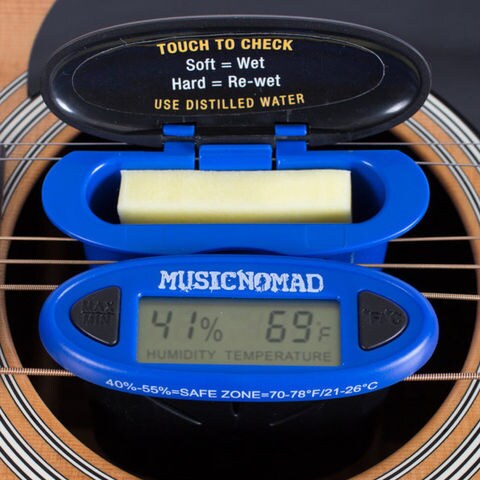 TOUCH TO CHECK
Soft = Wet
Hard = Re-wet
USE DISTILLED WATER
MUSICNOMAD
MAX
MIN
41% 69°F
°F/°C
HUMIDITY TEMPERATURE
40%-55%=SAFE ZONE=70-78°F/21-26°C